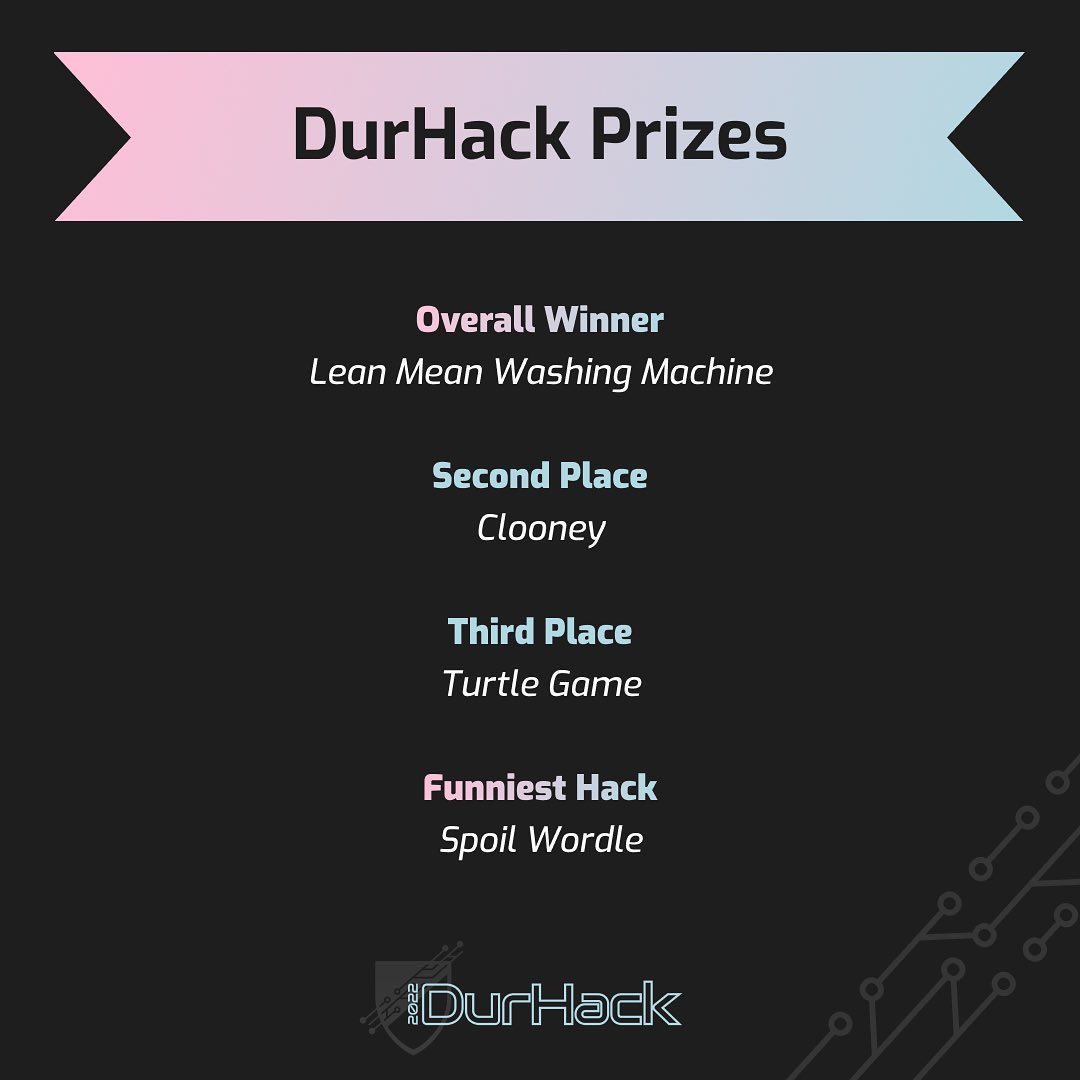 DurHack Prizes
Overall Winner
Lean Mean Washing Machine
Second Place
Clooney
Third Place
Turtle Game
Funniest Hack
Spoil Wordle
2022 DurHack